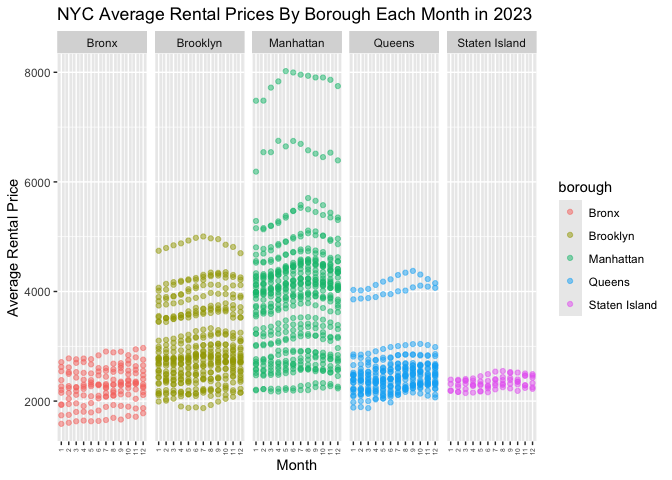 NYC Average Rental Prices By Borough Each Month in 2023
Bronx Brooklyn Manhattan Queens Staten Island
8000
6000
4000
2000
Average Rental Price
1 2 3 4 5 6 7 8 9 10 11 12 1 2 3 4 5 6 7 8 9 10 11 12 1 2 3 4 5 6 7 8 9 10 11 12 1 2 3 4 5 6 7 8 9 10 11 12 1 2 3 4 5 6 7 8 9 10 11 12
Month
borough
Bronx
Brooklyn
Manhattan
Queens
Staten Island